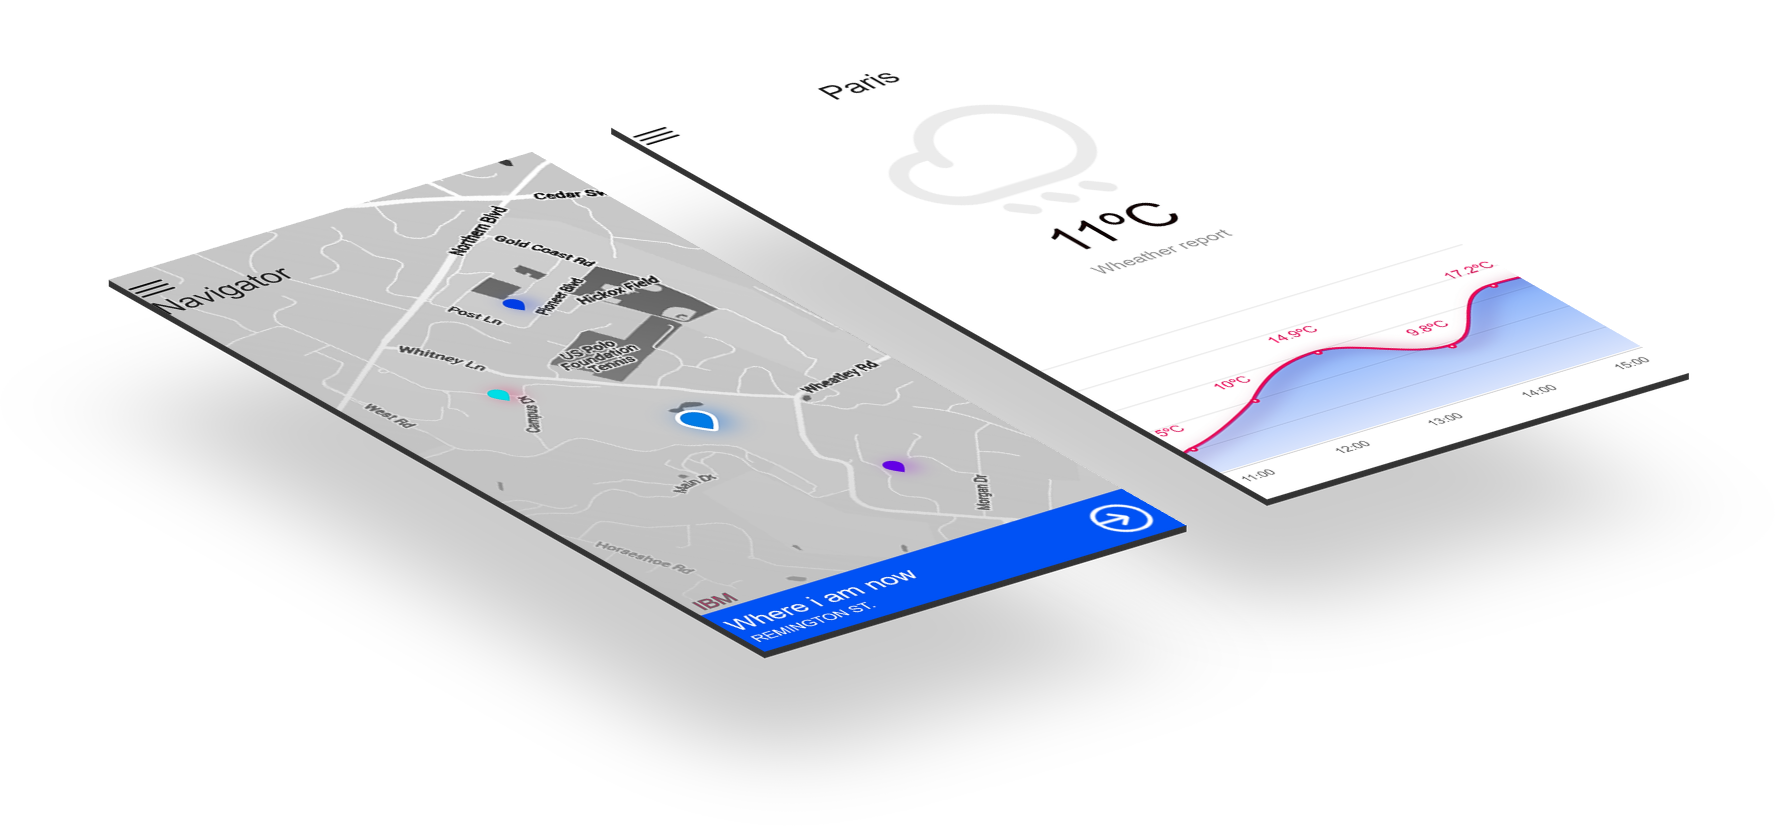 Navigator
Cedar Sw
Northern Blvd
Gold Coast Rd
Pioneer Blvd
Hickox Field
Post Ln
US Polo
Foundation
Tennis
Whitney Ln
Wheatley Rd
West Rd
Campus Dr
Main Dr
Morgan Dr
Horseshoe Rd
IBM
Where i am now
REMINGTON ST.
Paris
11ºC
Wheather report
5ºC
10ºC
14.9ºC
9.8ºC
17.2ºC
11:00
12:00
13:00
14:00
15:00